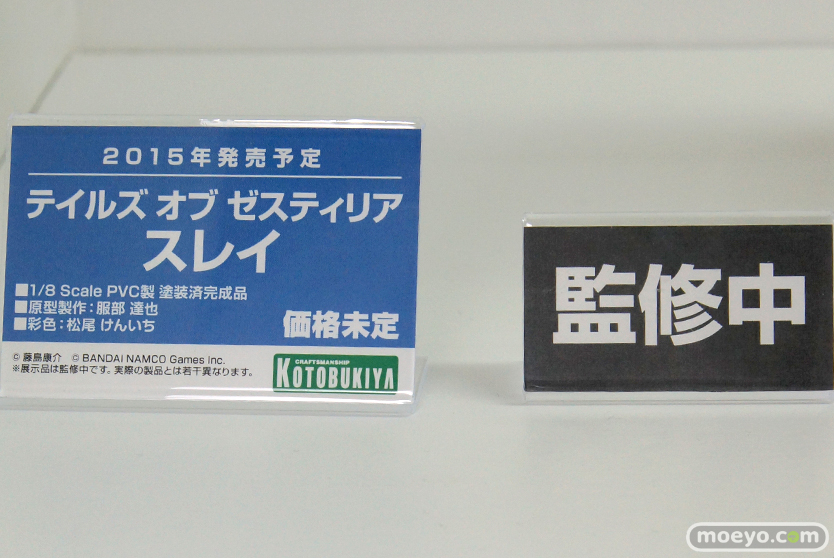 2015年発売予定
テイルズ オブ ゼスティリア
スレイ
■1/8 Scale PVC製 塗装済完成品
■原型製作：服部 達也
■彩色：松尾 けんいち
価格未定
© 藤島康介 © BANDAI NAMCO Games Inc.
※展示品は監修中です。実際の製品とは若干異なります。
CRAFTSMANSHIP
KOTOBUKIYA
監修中
moeyo.com